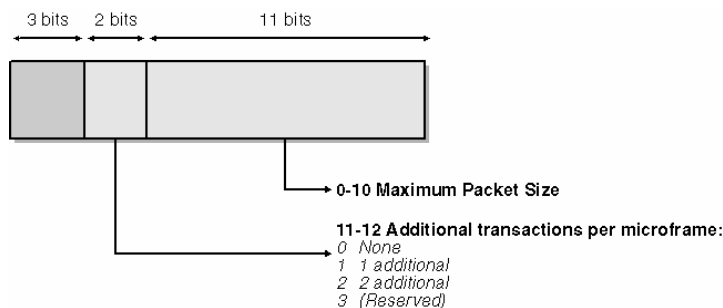 3 bits 2 bits 11 bits
0-10 Maximum Packet Size
11-12 Additional transactions per microframe:
0 None
1 1 additional
2 2 additional
3 (Reserved)